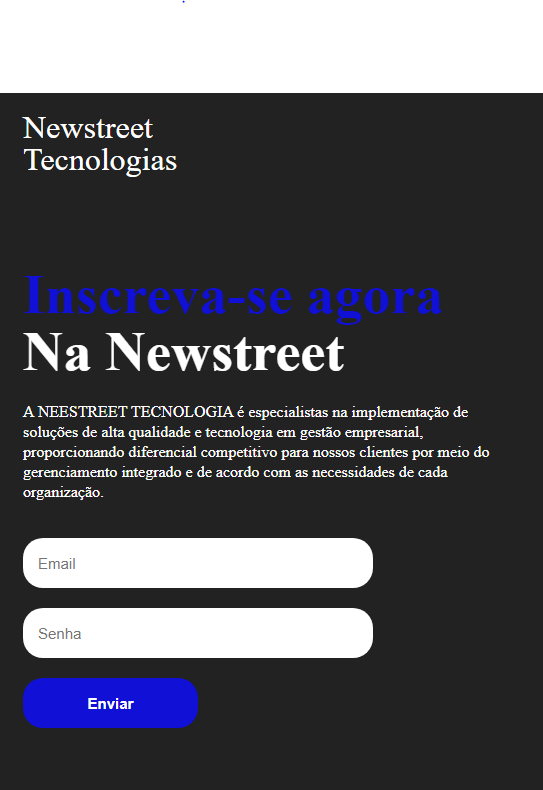 Newstreet
Tecnologias
Inscreva-se agora
Na Newstreet
A NEESTREET TECNOLOGIA é especialistas na implementação de
soluções de alta qualidade e tecnologia em gestão empresarial,
proporcionando diferencial competitivo para nossos clientes por meio do
gerenciamento integrado e de acordo com as necessidades de cada
organização.
Email
Senha
Enviar